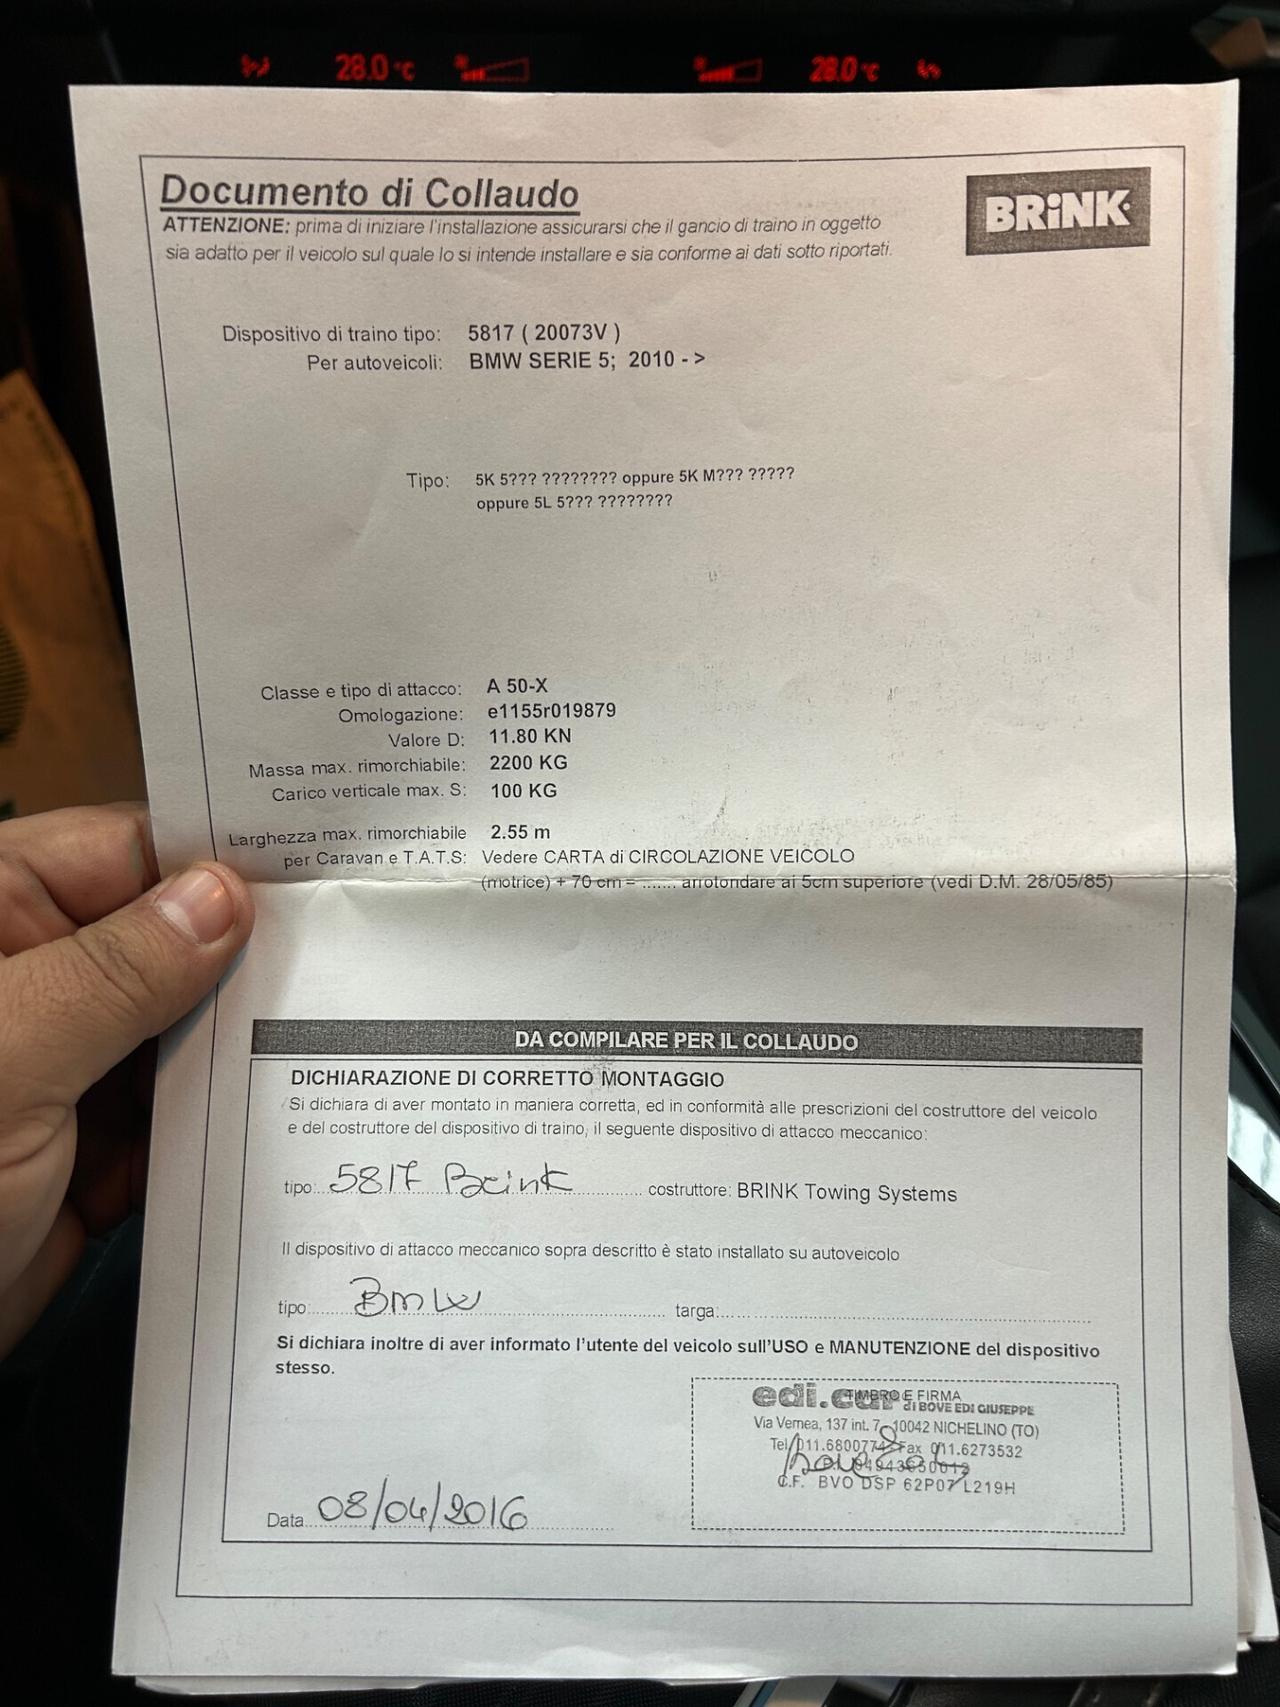 28.0 °C 28.0 °C
Documento di Collaudo
BRiNK
ATTENZIONE: prima di iniziare l'installazione assicurarsi che il gancio di traino in oggetto
sia adatto per il veicolo sul quale lo si intende installare e sia conforme ai dati sotto riportati.
Dispositivo di traino tipo: 5817 ( 20073V )
Per autoveicoli: BMW SERIE 5; 2010 - >
Tipo: 5K 5??? ???????? oppure 5K M??? ?????
oppure 5L 5??? ????????
Classe e tipo di attacco: A 50-X
Omologazione: e1155r019879
Valore D: 11.80 KN
Massa max. rimorchiabile: 2200 KG
Carico verticale max. S: 100 KG
Larghezza max. rimorchiabile 2.55 m
per Caravan e T.A.T.S: Vedere CARTA di CIRCOLAZIONE VEICOLO
(motrice) + 70 cm = ....... arrotondare ai 5cm superiore (vedi D.M. 28/05/85)
DA COMPILARE PER IL COLLAUDO
DICHIARAZIONE DI CORRETTO MONTAGGIO
Si dichiara di aver montato in maniera corretta, ed in conformità alle prescrizioni del costruttore del veicolo
e del costruttore del dispositivo di traino, il seguente dispositivo di attacco meccanico:
tipo: 5817 Brink costruttore: BRINK Towing Systems
Il dispositivo di attacco meccanico sopra descritto è stato installato su autoveicolo
tipo: BMW targa:
Si dichiara inoltre di aver informato l'utente del veicolo sull'USO e MANUTENZIONE del dispositivo
stesso.
edi.car TIMBRO E FIRMA
di BOVE EDI GIUSEPPE
Via Vernea, 137 int. 7 10042 NICHELINO (TO)
Tel. 011.6800774 Fax 011.6273532
C.F. BVO DSP 62P07 L219H
Data 08/04/2016